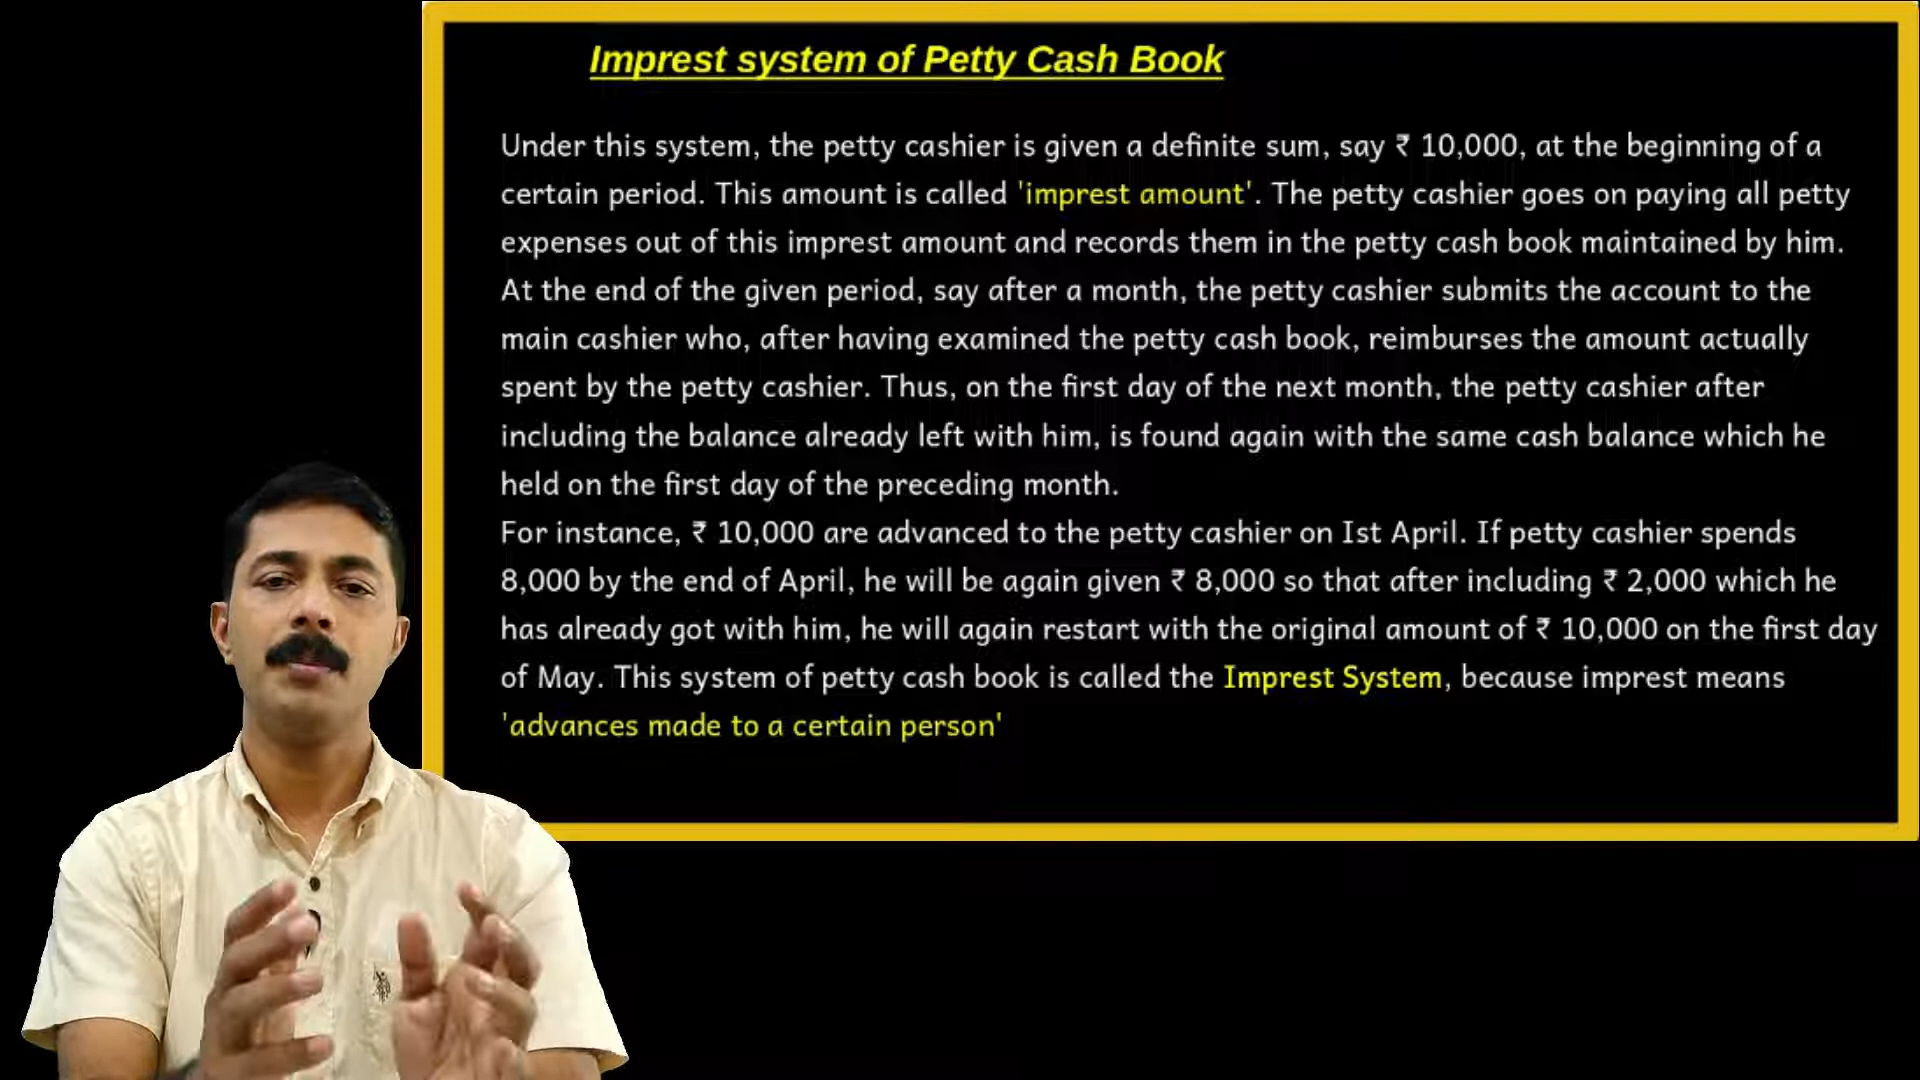 Imprest system of Petty Cash Book
Under this system, the petty cashier is given a definite sum, say ₹ 10,000, at the beginning of a
certain period. This amount is called 'imprest amount'. The petty cashier goes on paying all petty
expenses out of this imprest amount and records them in the petty cash book maintained by him.
At the end of the given period, say after a month, the petty cashier submits the account to the
main cashier who, after having examined the petty cash book, reimburses the amount actually
spent by the petty cashier. Thus, on the first day of the next month, the petty cashier after
including the balance already left with him, is found again with the same cash balance which he
held on the first day of the preceding month.
For instance, ₹ 10,000 are advanced to the petty cashier on Ist April. If petty cashier spends
8,000 by the end of April, he will be again given ₹ 8,000 so that after including ₹ 2,000 which he
has already got with him, he will again restart with the original amount of ₹ 10,000 on the first day
of May. This system of petty cash book is called the Imprest System, because imprest means
'advances made to a certain person'